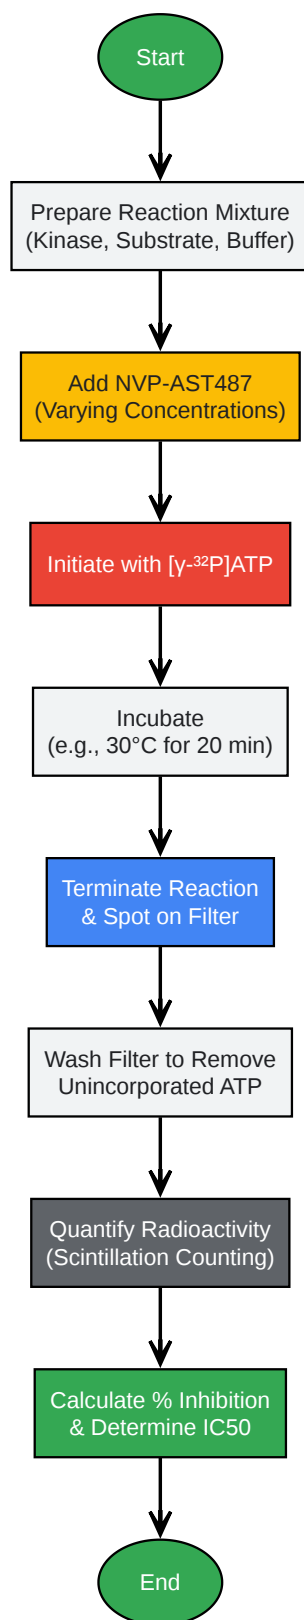 Start
Prepare Reaction Mixture
(Kinase, Substrate, Buffer)
Add NVP-AST487
(Varying Concentrations)
Initiate with [γ-³²P]ATP
Incubate
(e.g., 30°C for 20 min)
Terminate Reaction
& Spot on Filter
Wash Filter to Remove
Unincorporated ATP
Quantify Radioactivity
(Scintillation Counting)
Calculate % Inhibition
& Determine IC50
End